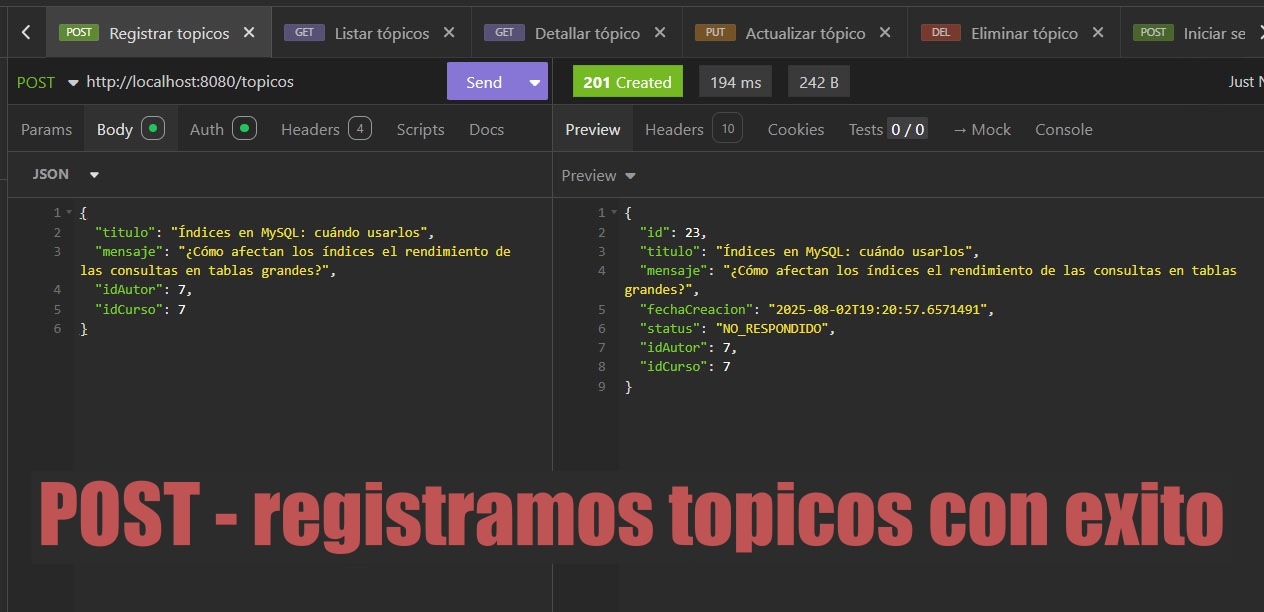 POST Registrar topicos GET Listar tópicos GET Detallar tópico PUT Actualizar tópico DEL Eliminar tópico POST Iniciar se
POST http://localhost:8080/topicos Send 201 Created 194 ms 242 B Just N
Params Body Auth Headers 4 Scripts Docs Preview Headers 10 Cookies Tests 0 / 0 → Mock Console
JSON
1 {
2 "titulo": "Índices en MySQL: cuándo usarlos",
3 "mensaje": "¿Cómo afectan los índices el rendimiento de
las consultas en tablas grandes?",
4 "idAutor": 7,
5 "idCurso": 7
6 }
Preview
1 {
2 "id": 23,
3 "titulo": "Índices en MySQL: cuándo usarlos",
4 "mensaje": "¿Cómo afectan los índices el rendimiento de las consultas en tablas
grandes?",
5 "fechaCreacion": "2025-08-02T19:20:57.6571491",
6 "status": "NO_RESPONDIDO",
7 "idAutor": 7,
8 "idCurso": 7
9 }
POST - registramos topicos con exito